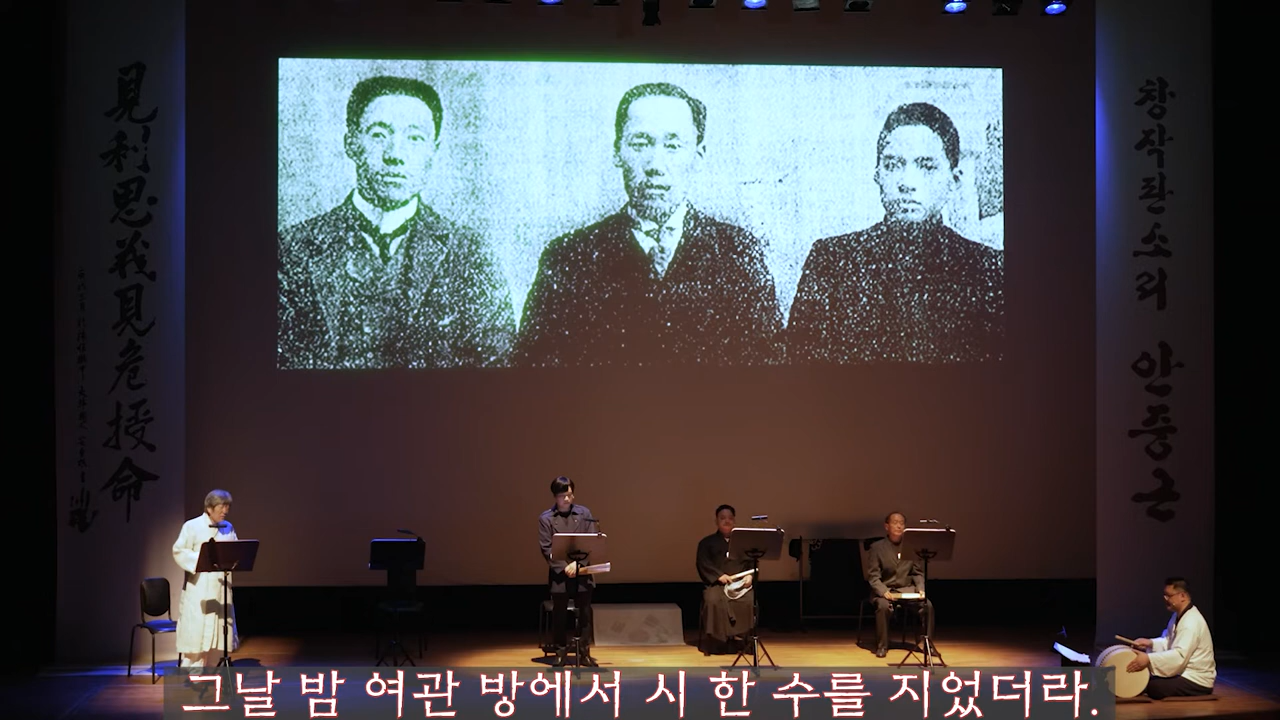 見利思義見危授命
창작판소리 안중근
그날 밤 여관 방에서 시 한 수를 지었더라.